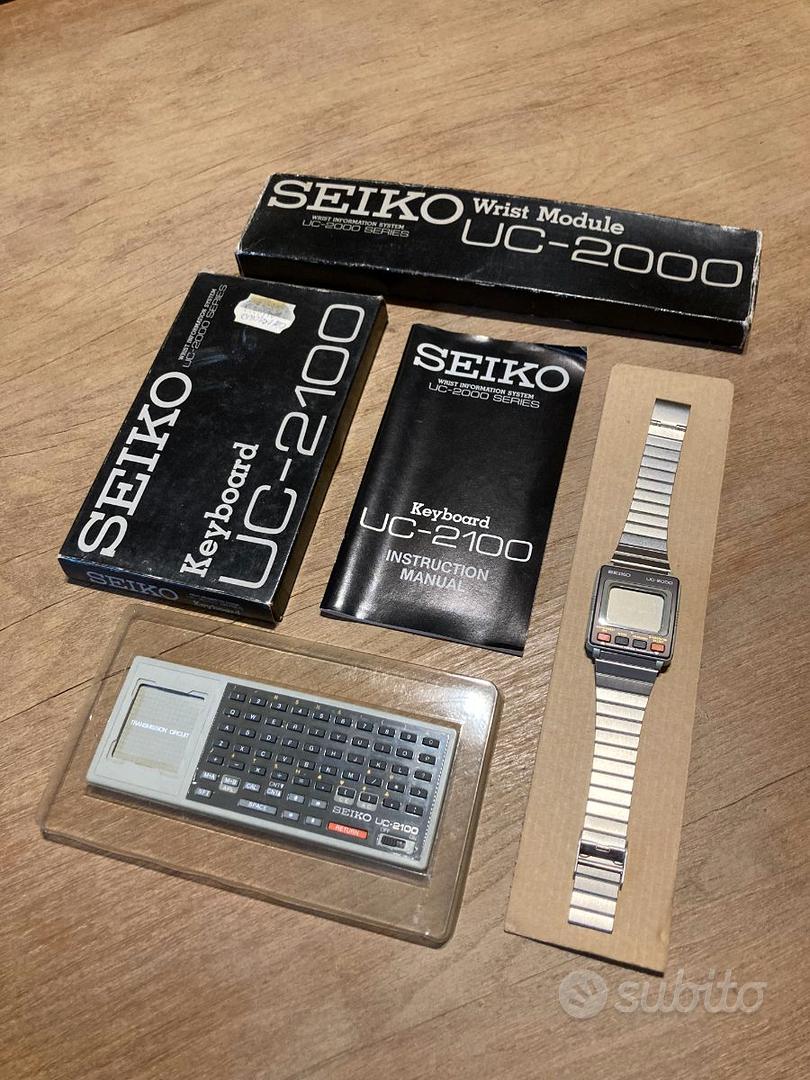 SEIKO Wrist Module
WRIST INFORMATION SYSTEM
UC-2000 SERIES
UC-2000
SEIKO
WRIST INFORMATION SYSTEM
UC-2000 SERIES
Keyboard
UC-2100
SEIKO
Keyboard
SEIKO
WRIST INFORMATION SYSTEM
UC-2000 SERIES
Keyboard
UC-2100
INSTRUCTION
MANUAL
SEIKO UC-2000
TRANSMISSION CIRCUIT
SPACE
RETURN
SEIKO UC-2100
OFF
ON
subito